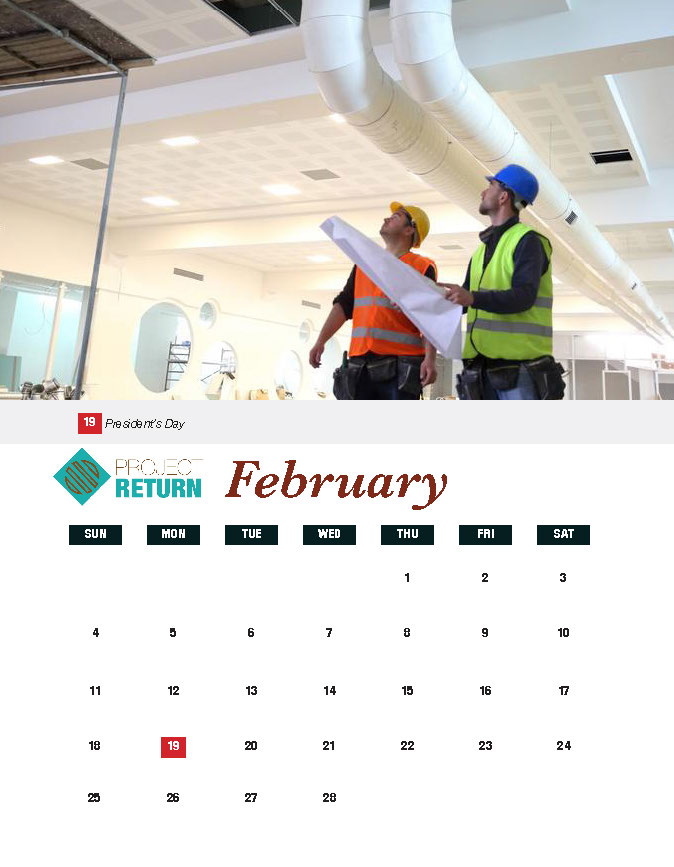 19 President's Day
PROJECT
RETURN
February
SUN MON TUE WED THU FRI SAT
1 2 3
4 5 6 7 8 9 10
11 12 13 14 15 16 17
18 19 20 21 22 23 24
25 26 27 28